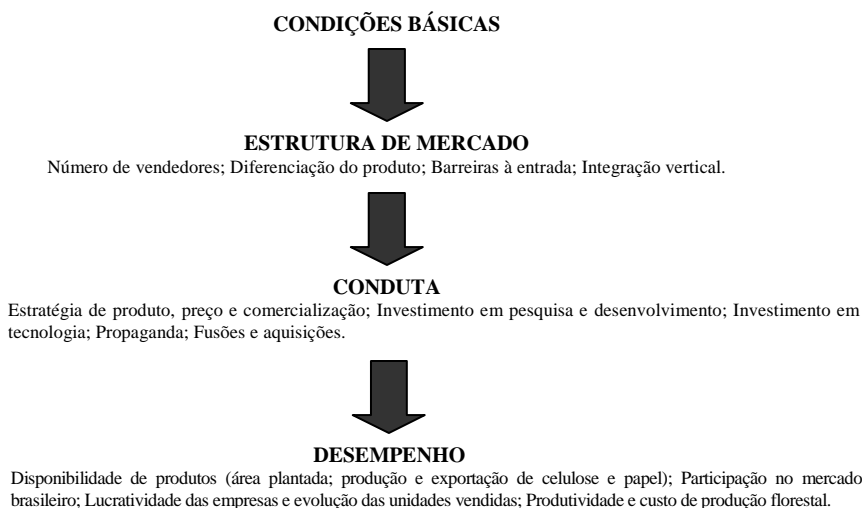 CONDIÇÕES BÁSICAS
ESTRUTURA DE MERCADO
Número de vendedores; Diferenciação do produto; Barreiras à entrada; Integração vertical.
CONDUTA
Estratégia de produto, preço e comercialização; Investimento em pesquisa e desenvolvimento; Investimento em
tecnologia; Propaganda; Fusões e aquisições.
DESEMPENHO
Disponibilidade de produtos (área plantada; produção e exportação de celulose e papel); Participação no mercado
brasileiro; Lucratividade das empresas e evolução das unidades vendidas; Produtividade e custo de produção florestal.